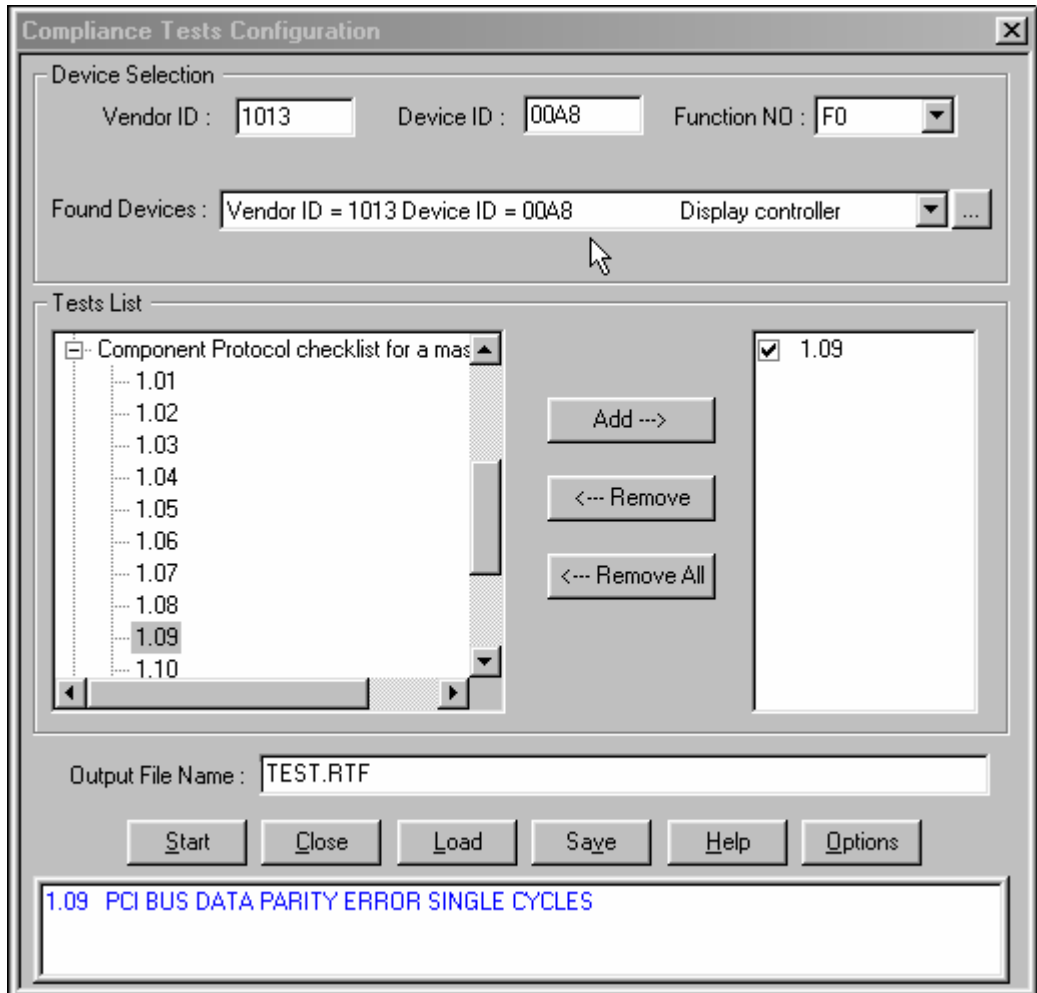 Compliance Tests Configuration
Device Selection
Vendor ID : 1013 Device ID : 00A8 Function NO : F0
Found Devices : Vendor ID = 1013 Device ID = 00A8 Display controller ...
Tests List
Component Protocol checklist for a mas
1.01
1.02
1.03
1.04
1.05
1.06
1.07
1.08
1.09
1.10
Add --->
<--- Remove
<--- Remove All
1.09
Output File Name : TEST.RTF
Start Close Load Save Help Options
1.09 PCI BUS DATA PARITY ERROR SINGLE CYCLES